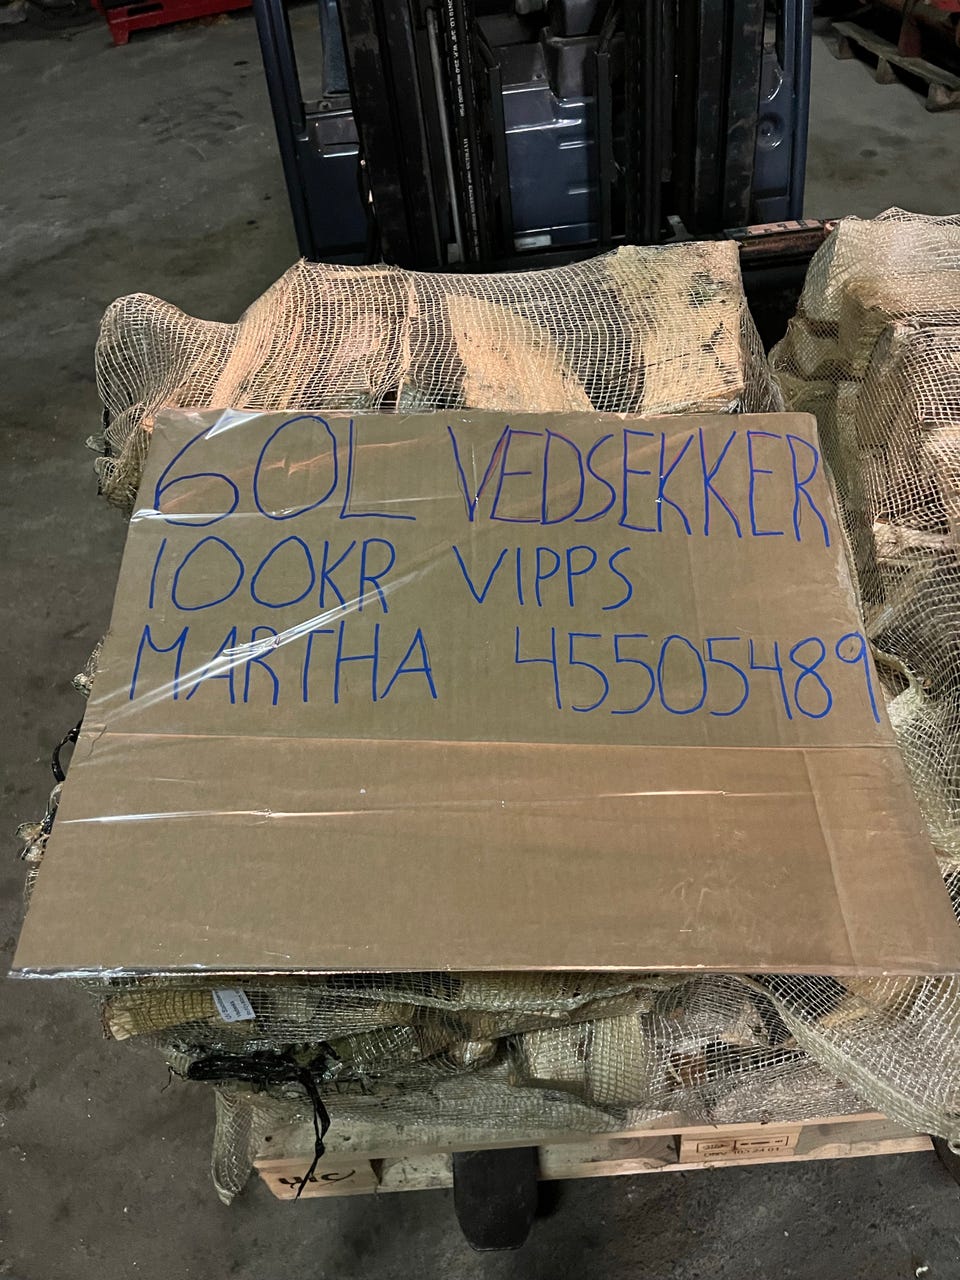 60L VEDSEKKER
100KR VIPPS
MARTHA 45505489